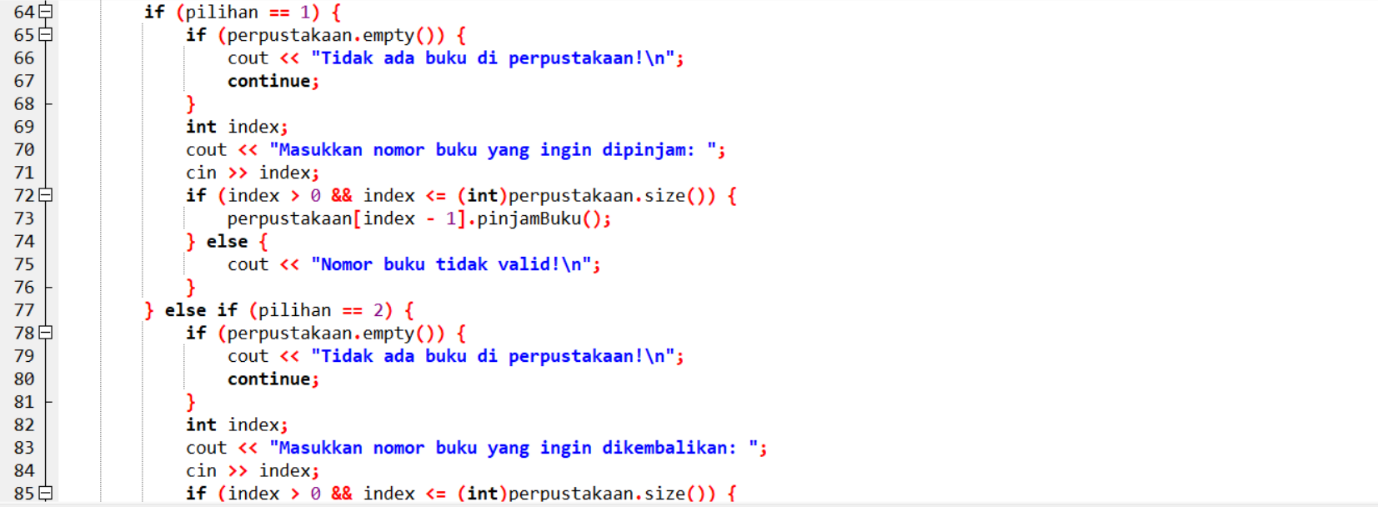 64 if (pilihan == 1) {
65 if (perpustakaan.empty()) {
66 cout << "Tidak ada buku di perpustakaan!\n";
67 continue;
68 }
69 int index;
70 cout << "Masukkan nomor buku yang ingin dipinjam: ";
71 cin >> index;
72 if (index > 0 && index <= (int)perpustakaan.size()) {
73 perpustakaan[index - 1].pinjamBuku();
74 } else {
75 cout << "Nomor buku tidak valid!\n";
76 }
77 } else if (pilihan == 2) {
78 if (perpustakaan.empty()) {
79 cout << "Tidak ada buku di perpustakaan!\n";
80 continue;
81 }
82 int index;
83 cout << "Masukkan nomor buku yang ingin dikembalikan: ";
84 cin >> index;
85 if (index > 0 && index <= (int)perpustakaan.size()) {